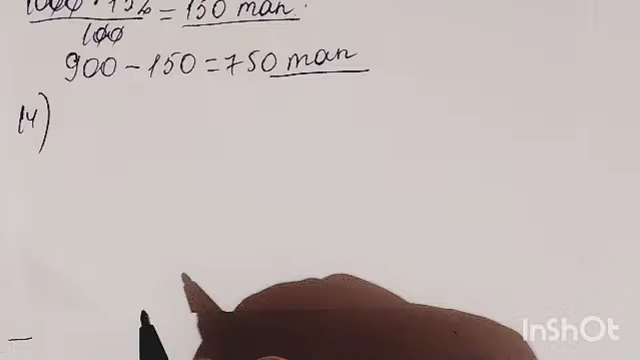 1000 · 15% = 150 man.
100
900 - 150 = 750 man
14)
InShOt